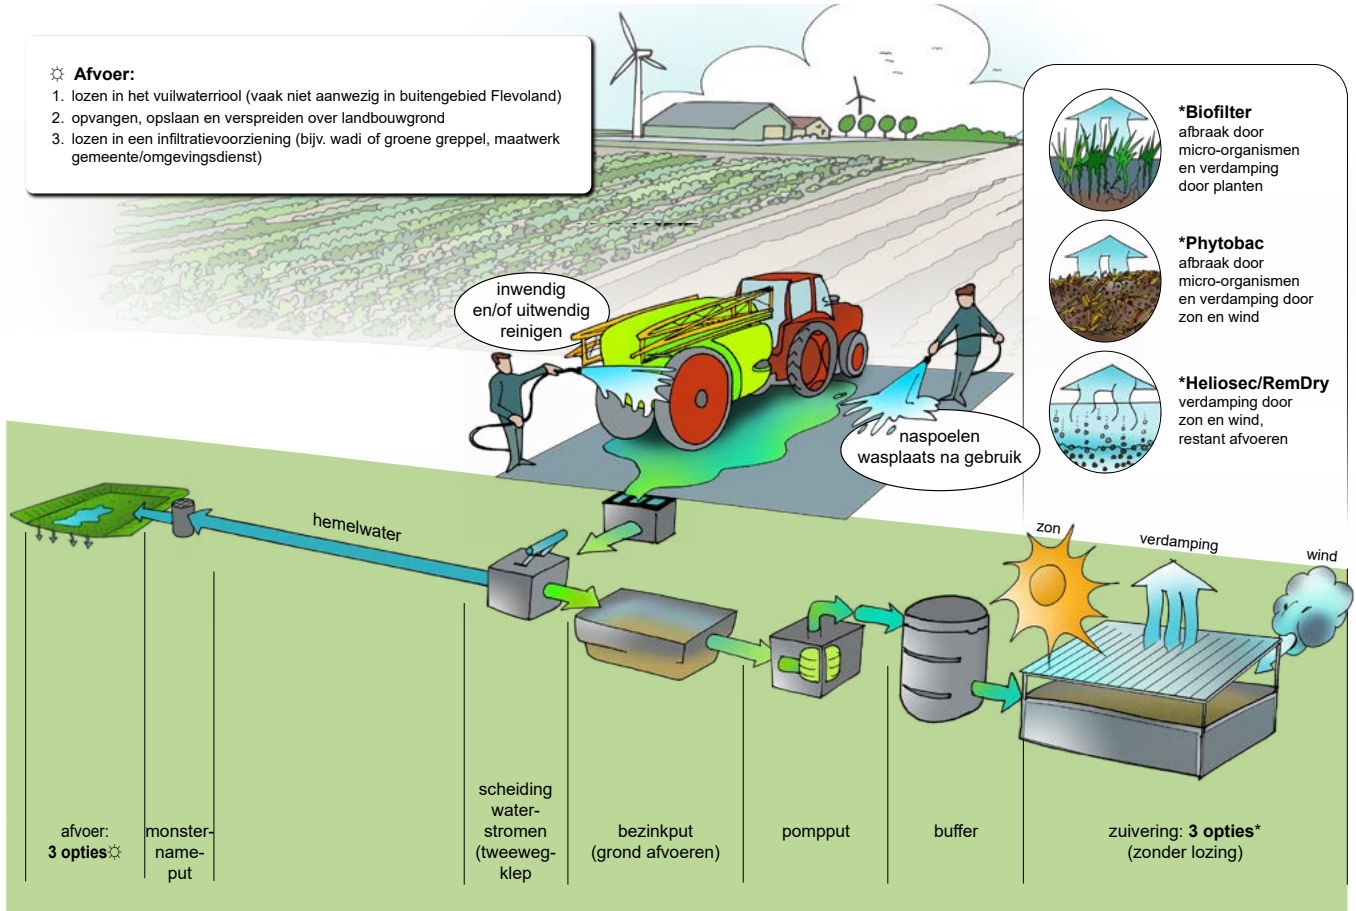 ☼ Afvoer:
1. lozen in het vuilwaterriool (vaak niet aanwezig in buitengebied Flevoland)
2. opvangen, opslaan en verspreiden over landbouwgrond
3. lozen in een infiltratievoorziening (bijv. wadi of groene greppel, maatwerk
gemeente/omgevingsdienst)
*Biofilter
afbraak door
micro-organismen
en verdamping
door planten
*Phytobac
afbraak door
micro-organismen
en verdamping door
zon en wind
*Heliosec/RemDry
verdamping door
zon en wind,
restant afvoeren
inwendig
en/of uitwendig
reinigen
naspoelen
wasplaats na gebruik
hemelwater
zon
verdamping
wind
afvoer:
3 opties☼
monster-
name-
put
scheiding
water-
stromen
(tweeweg-
klep
bezinkput
(grond afvoeren)
pompput
buffer
zuivering: 3 opties*
(zonder lozing)